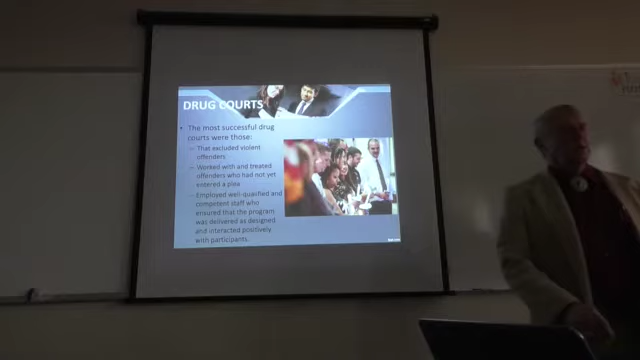 DRUG COURTS
• The most successful drug
courts were those:
– That excluded violent
offenders
– Worked with and treated
offenders who had not yet
entered a plea
– Employed well-qualified and
competent staff who
ensured that the program
was delivered as designed
and interacted positively
with participants.